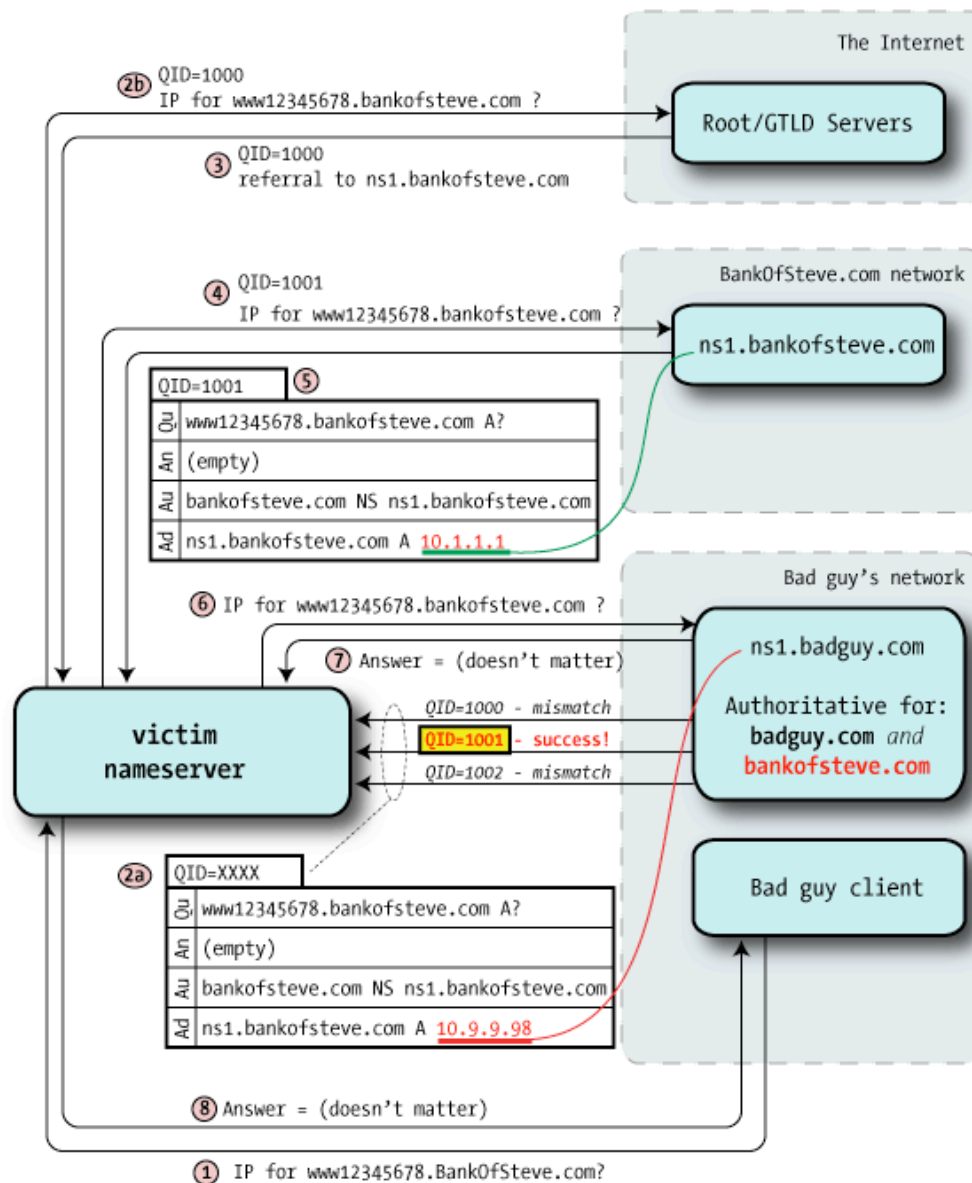 The Internet
2b QID=1000
IP for www12345678.bankofsteve.com ?
Root/GTLD Servers
3 QID=1000
referral to ns1.bankofsteve.com
BankOfSteve.com network
4 QID=1001
IP for www12345678.bankofsteve.com ?
ns1.bankofsteve.com
QID=1001 5
Qu www12345678.bankofsteve.com A?
An (empty)
Au bankofsteve.com NS ns1.bankofsteve.com
Ad ns1.bankofsteve.com A 10.1.1.1
Bad guy's network
6 IP for www12345678.bankofsteve.com ?
7 Answer = (doesn't matter)
ns1.badguy.com
Authoritative for:
badguy.com and
bankofsteve.com
QID=1000 - mismatch
QID=1001 - success!
QID=1002 - mismatch
victim
nameserver
2a QID=XXXX
Qu www12345678.bankofsteve.com A?
An (empty)
Au bankofsteve.com NS ns1.bankofsteve.com
Ad ns1.bankofsteve.com A 10.9.9.98
Bad guy client
8 Answer = (doesn't matter)
1 IP for www12345678.BankOfSteve.com?